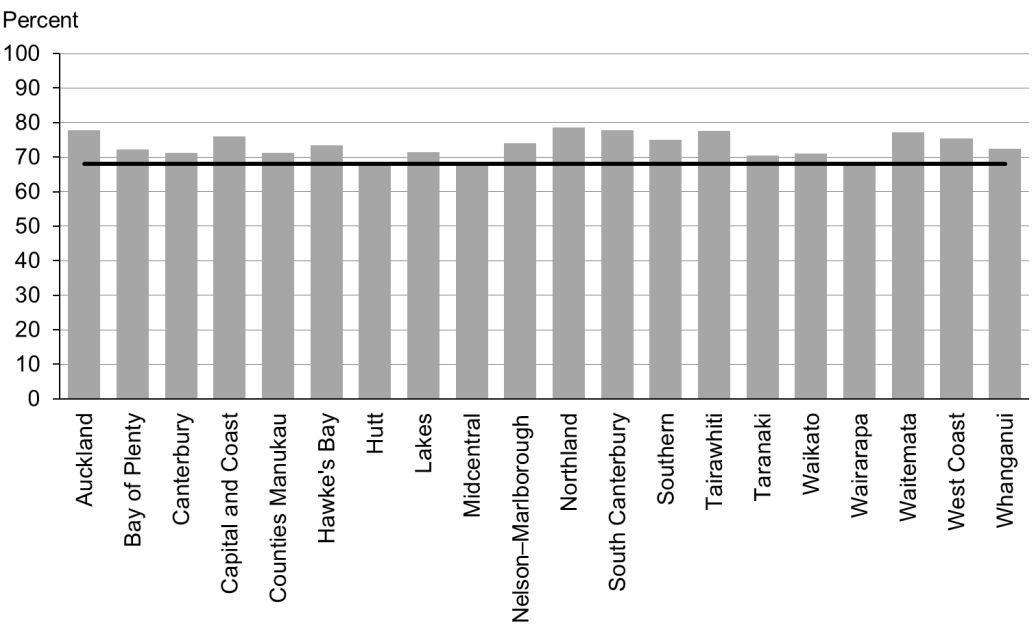 Percent
100
90
80
70
60
50
40
30
20
10
0
Auckland
Bay of Plenty
Canterbury
Capital and Coast
Counties Manukau
Hawke's Bay
Hutt
Lakes
Midcentral
Nelson–Marlborough
Northland
South Canterbury
Southern
Tairawhiti
Taranaki
Waikato
Wairarapa
Waitemata
West Coast
Whanganui